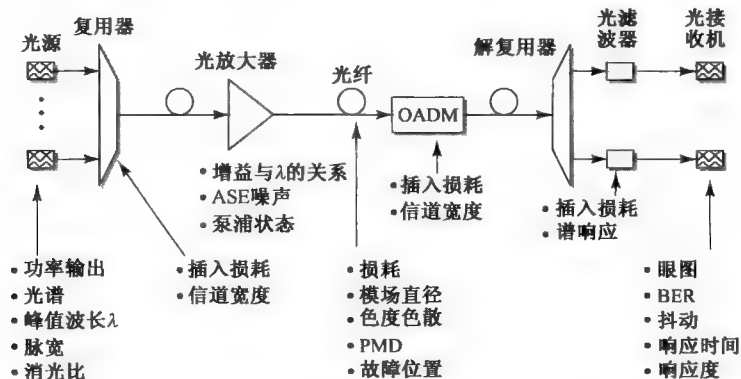 光源
复用器
光放大器
光纤
OADM
解复用器
光滤
波器
光接
收机
• 功率输出
• 光谱
• 峰值波长λ
• 脉宽
• 消光比
• 插入损耗
• 信道宽度
• 增益与λ的关系
• ASE噪声
• 泵浦状态
• 损耗
• 模场直径
• 色度色散
• PMD
• 故障位置
• 插入损耗
• 信道宽度
• 插入损耗
• 谱响应
• 眼图
• BER
• 抖动
• 响应时间
• 响应度